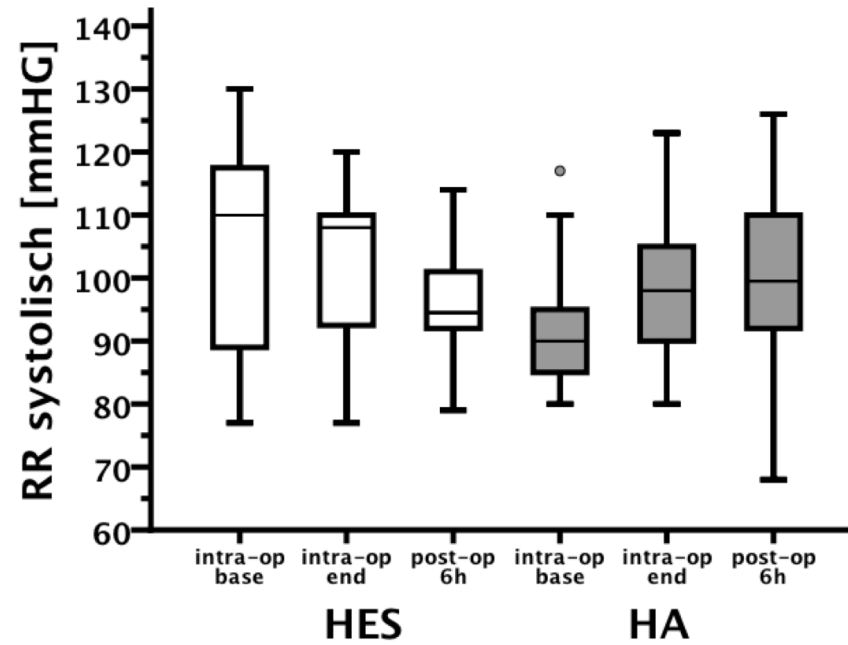 RR systolisch [mmHG]
140
130
120
110
100
90
80
70
60
intra-op intra-op post-op intra-op intra-op post-op
base end 6h base end 6h
HES HA